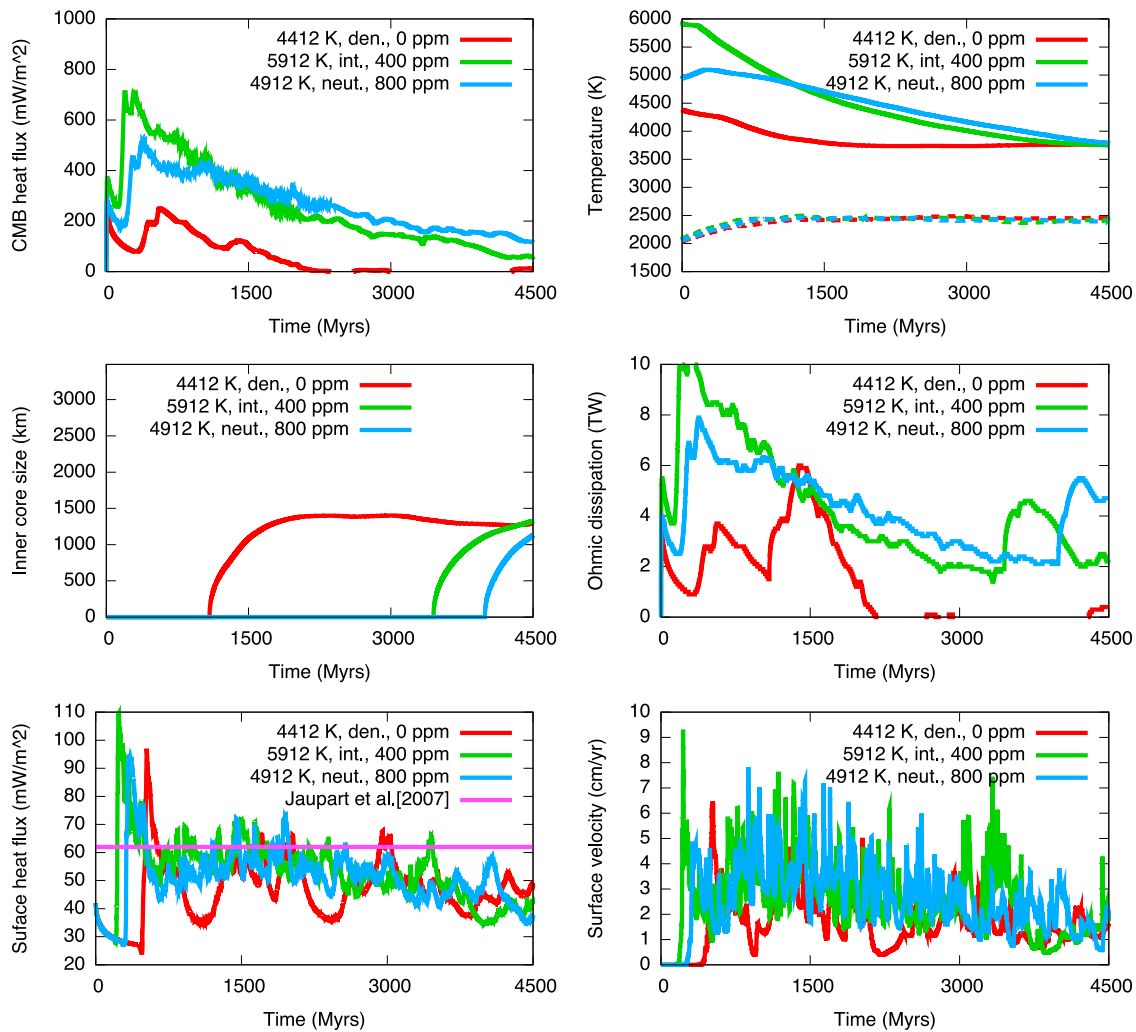 CMB heat flux (mW/m^2)
1000
800
600
400
200
0
4412 K, den., 0 ppm
5912 K, int., 400 ppm
4912 K, neut., 800 ppm
0
1500
3000
4500
Time (Myrs)
Temperature (K)
6000
5500
5000
4500
4000
3500
3000
2500
2000
1500
4412 K, den., 0 ppm
5912 K, int., 400 ppm
4912 K, neut., 800 ppm
0
1500
3000
4500
Time (Myrs)
Inner core size (km)
3000
2500
2000
1500
1000
500
0
4412 K, den., 0 ppm
5912 K, int., 400 ppm
4912 K, neut., 800 ppm
0
1500
3000
4500
Time (Myrs)
Ohmic dissipation (TW)
10
8
6
4
2
0
4412 K, den., 0 ppm
5912 K, int., 400 ppm
4912 K, neut., 800 ppm
0
1500
3000
4500
Time (Myrs)
Suface heat flux (mW/m^2)
110
100
90
80
70
60
50
40
30
20
4412 K, den., 0 ppm
5912 K, int., 400 ppm
4912 K, neut., 800 ppm
Jaupart et al.[2007]
0
1500
3000
4500
Time (Myrs)
Surface velocity (cm/yr)
10
9
8
7
6
5
4
3
2
1
0
4412 K, den., 0 ppm
5912 K, int., 400 ppm
4912 K, neut., 800 ppm
0
1500
3000
4500
Time (Myrs)